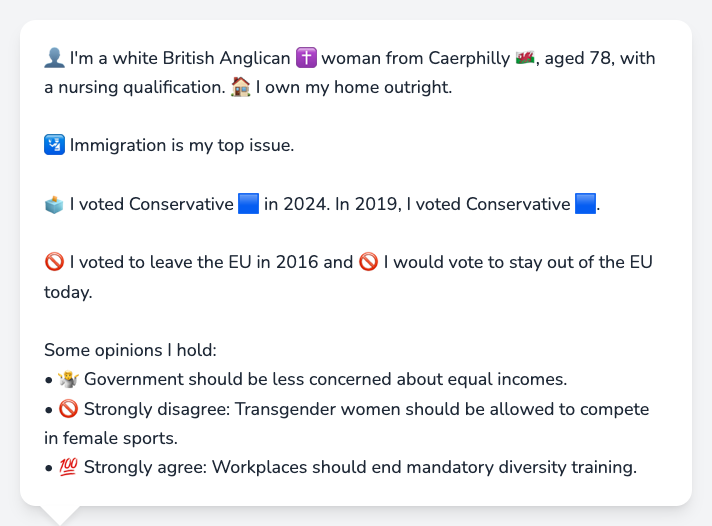 👤 I'm a white British Anglican ✝️ woman from Caerphilly 🏴󠁧󠁢󠁷󠁬󠁳󠁿, aged 78, with
a nursing qualification. 🏠 I own my home outright.
🛂 Immigration is my top issue.
🗳️ I voted Conservative 🟦 in 2024. In 2019, I voted Conservative 🟦.
🚫 I voted to leave the EU in 2016 and 🚫 I would vote to stay out of the EU
today.
Some opinions I hold:
• 🤷 Government should be less concerned about equal incomes.
• 🚫 Strongly disagree: Transgender women should be allowed to compete
in female sports.
• 💯 Strongly agree: Workplaces should end mandatory diversity training.